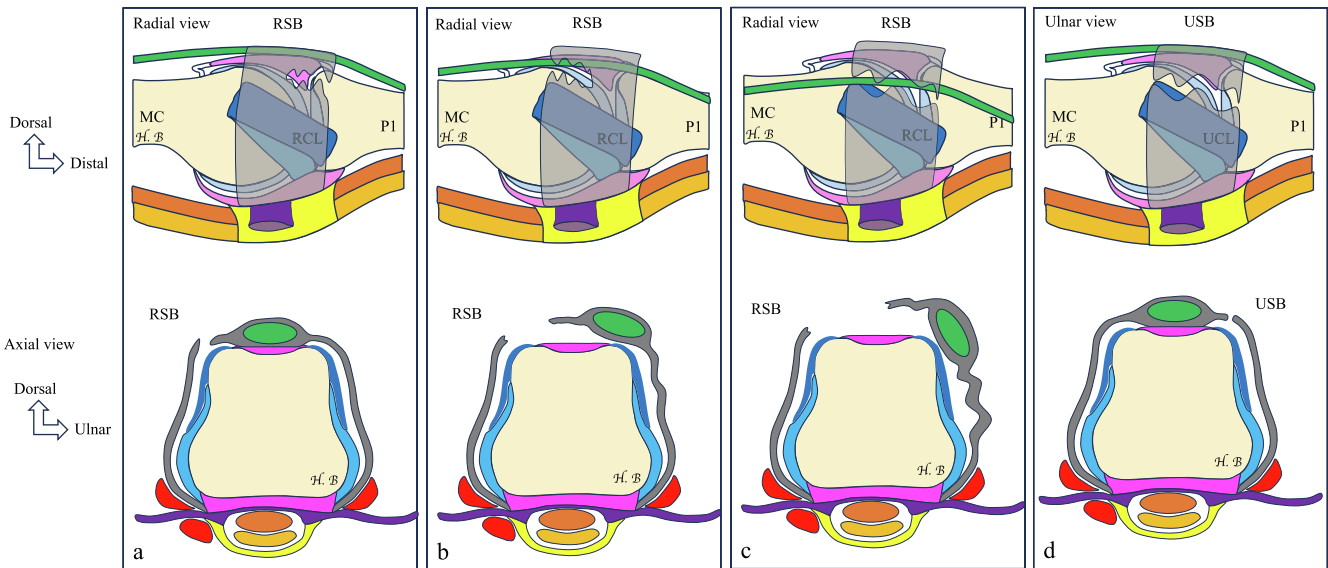 Radial view RSB
MC
H. B
RCL
P1
Radial view RSB
MC
H. B
RCL
P1
Radial view RSB
MC
H. B
RCL
P1
Ulnar view USB
MC
H. B
UCL
P1
Dorsal
Distal
RSB
H. B
a
RSB
H. B
b
RSB
H. B
c
USB
H. B
d
Axial view
Dorsal
Ulnar